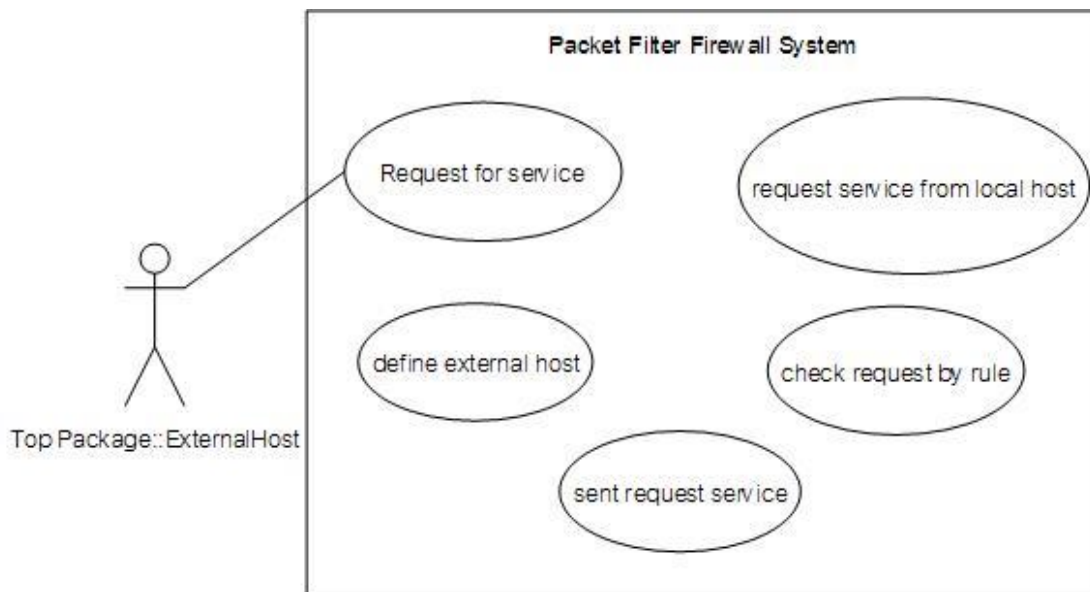 Packet Filter Firewall System
Request for service
request service from local host
define external host
check request by rule
Top Package::ExternalHost
sent request service